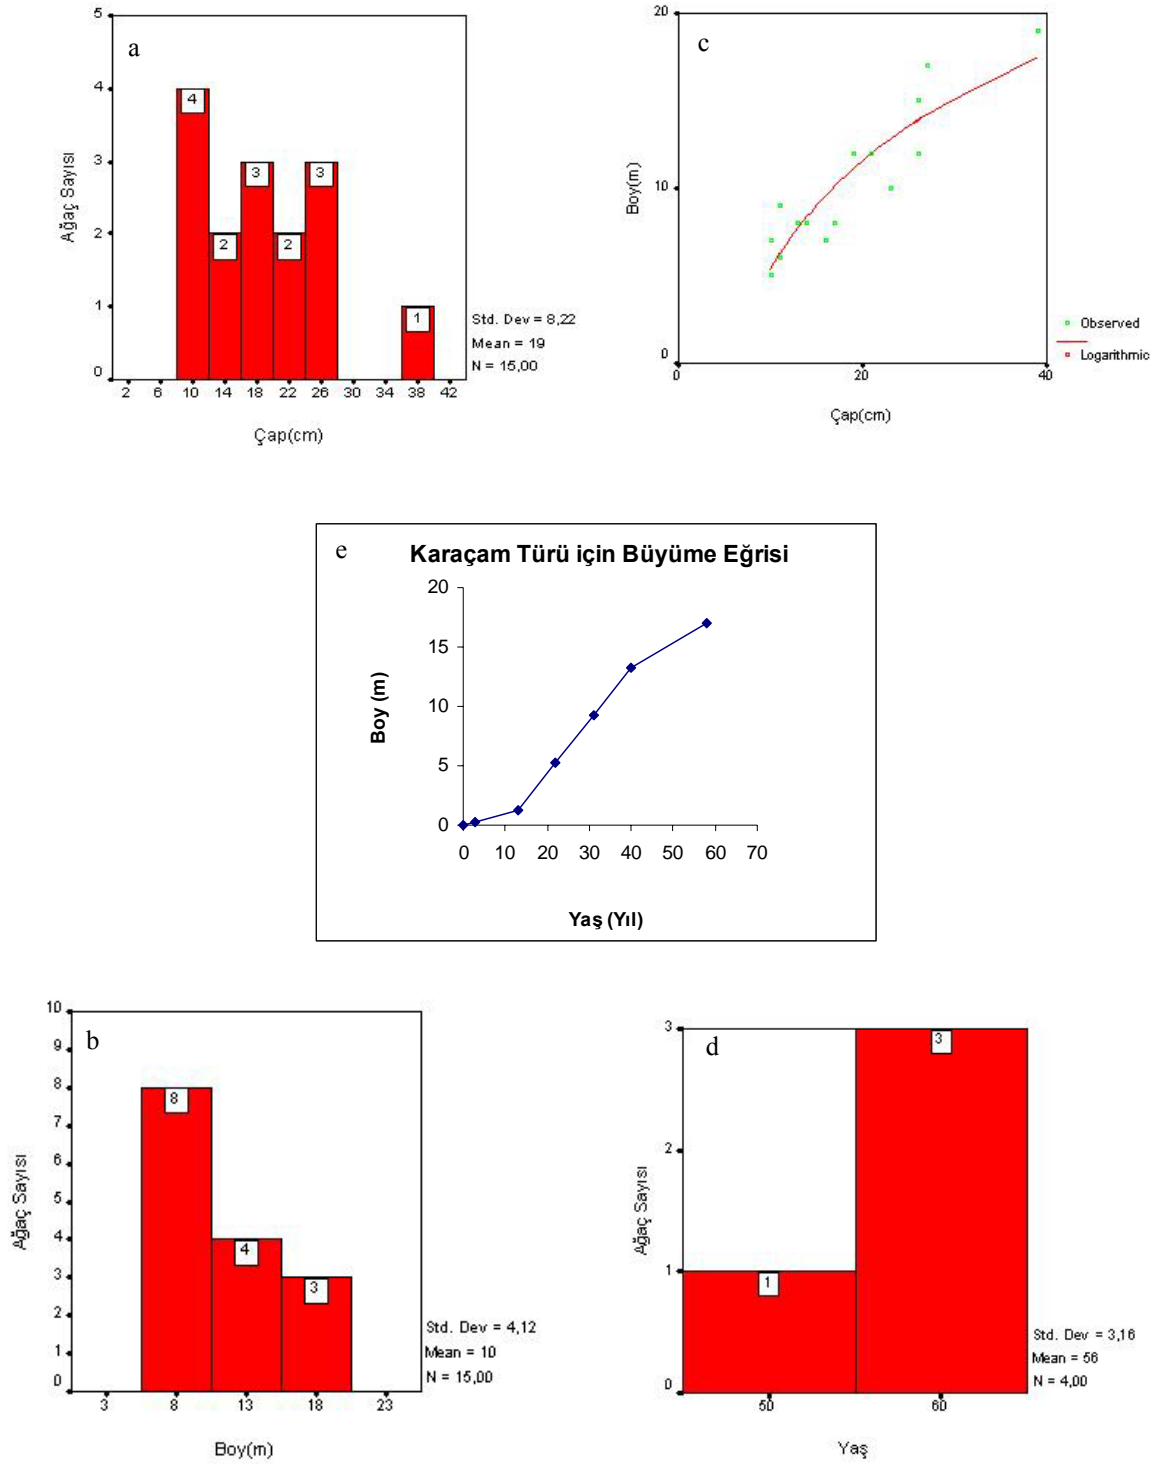 a
5
4
3
2
1
0
Ağaç Sayısı
4
2
3
2
3
1
2 6 10 14 18 22 26 30 34 38 42
Çap(cm)
Std. Dev = 8,22
Mean = 19
N = 15,00
c
20
10
0
Boy(m)
0 20 40
Çap(cm)
Observed
Logarithmic
e
Karaçam Türü için Büyüme Eğrisi
20
15
10
5
0
Boy (m)
0 10 20 30 40 50 60 70
Yaş (Yıl)
b
10
9
8
7
6
5
4
3
2
1
0
Ağaç Sayısı
8
4
3
3 8 13 18 23
Boy(m)
Std. Dev = 4,12
Mean = 10
N = 15,00
d
3
2
1
0
Ağaç Sayısı
1
3
50 60
Yaş
Std. Dev = 3,16
Mean = 56
N = 4,00